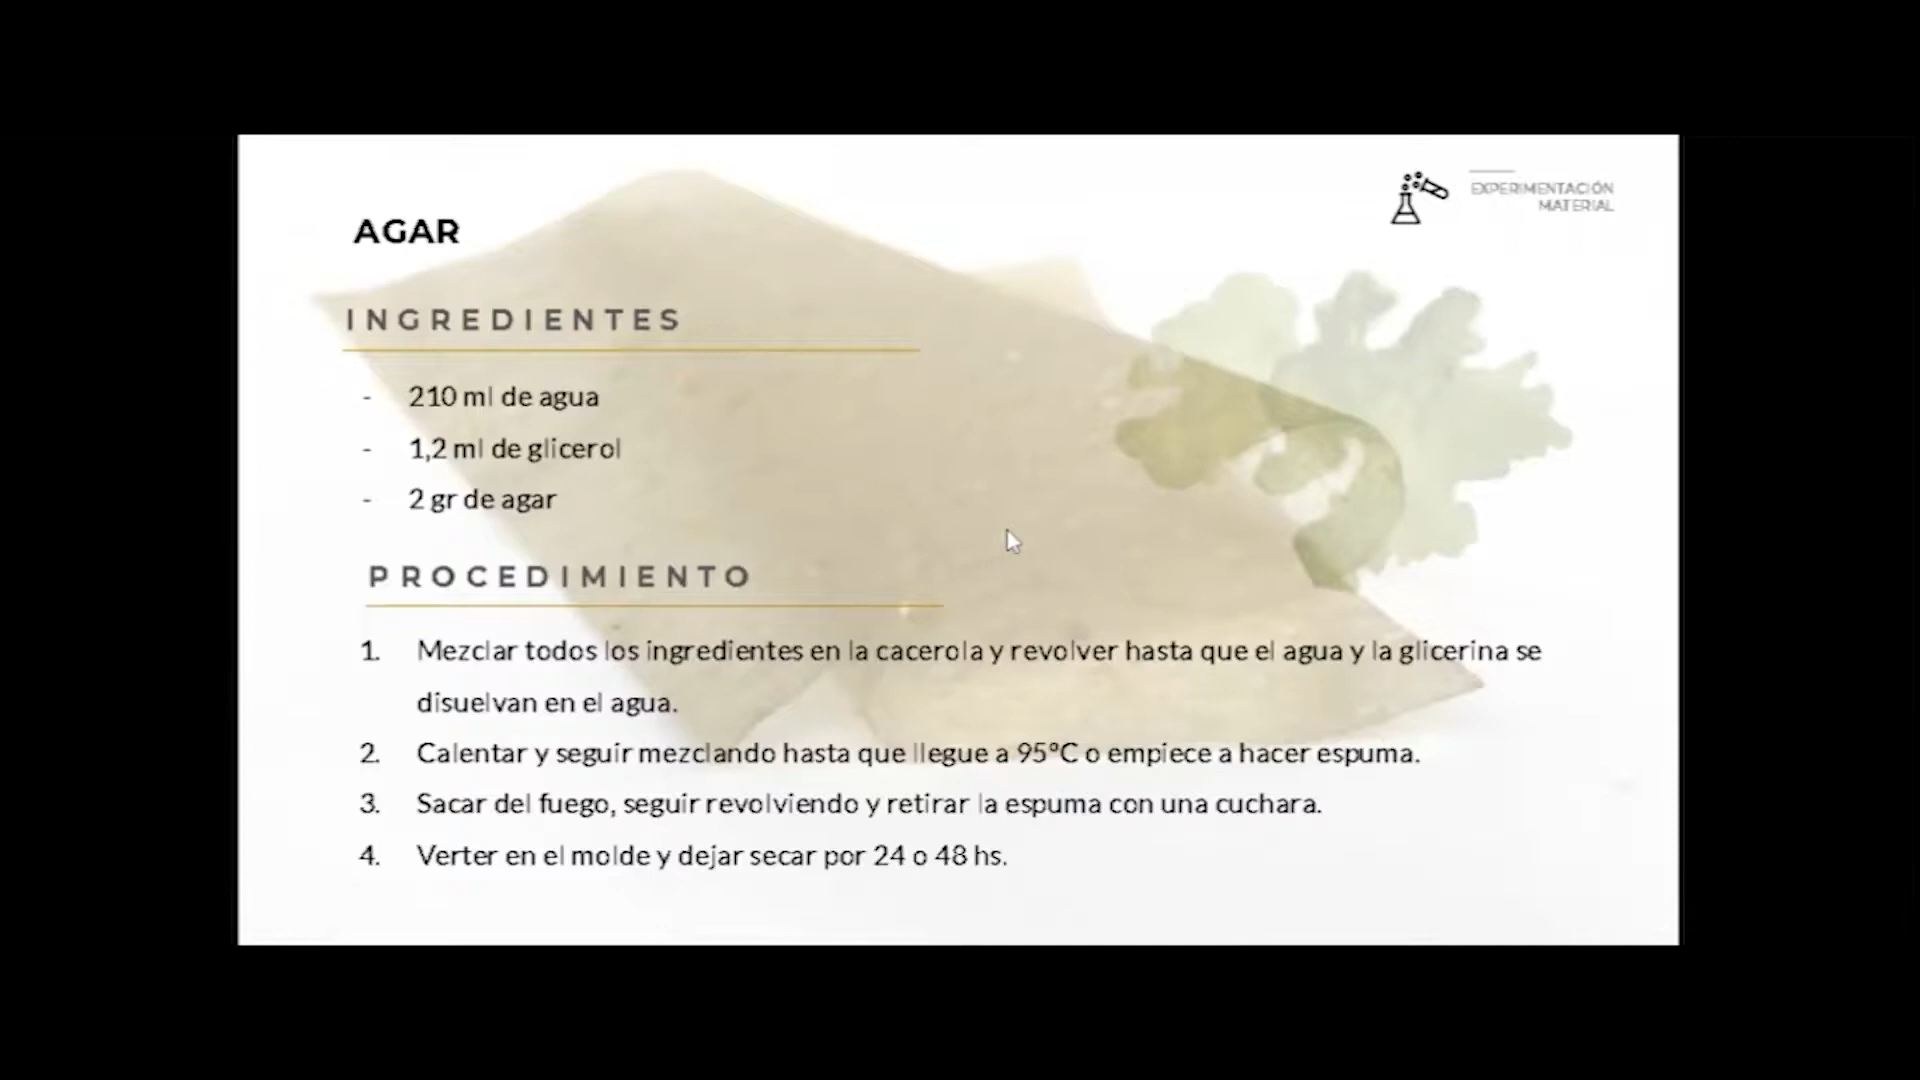 EXPERIMENTACIÓN
MATERIAL
AGAR
INGREDIENTES
- 210 ml de agua
- 1,2 ml de glicerol
- 2 gr de agar
PROCEDIMIENTO
1. Mezclar todos los ingredientes en la cacerola y revolver hasta que el agua y la glicerina se
disuelvan en el agua.
2. Calentar y seguir mezclando hasta que llegue a 95ºC o empiece a hacer espuma.
3. Sacar del fuego, seguir revolviendo y retirar la espuma con una cuchara.
4. Verter en el molde y dejar secar por 24 o 48 hs.